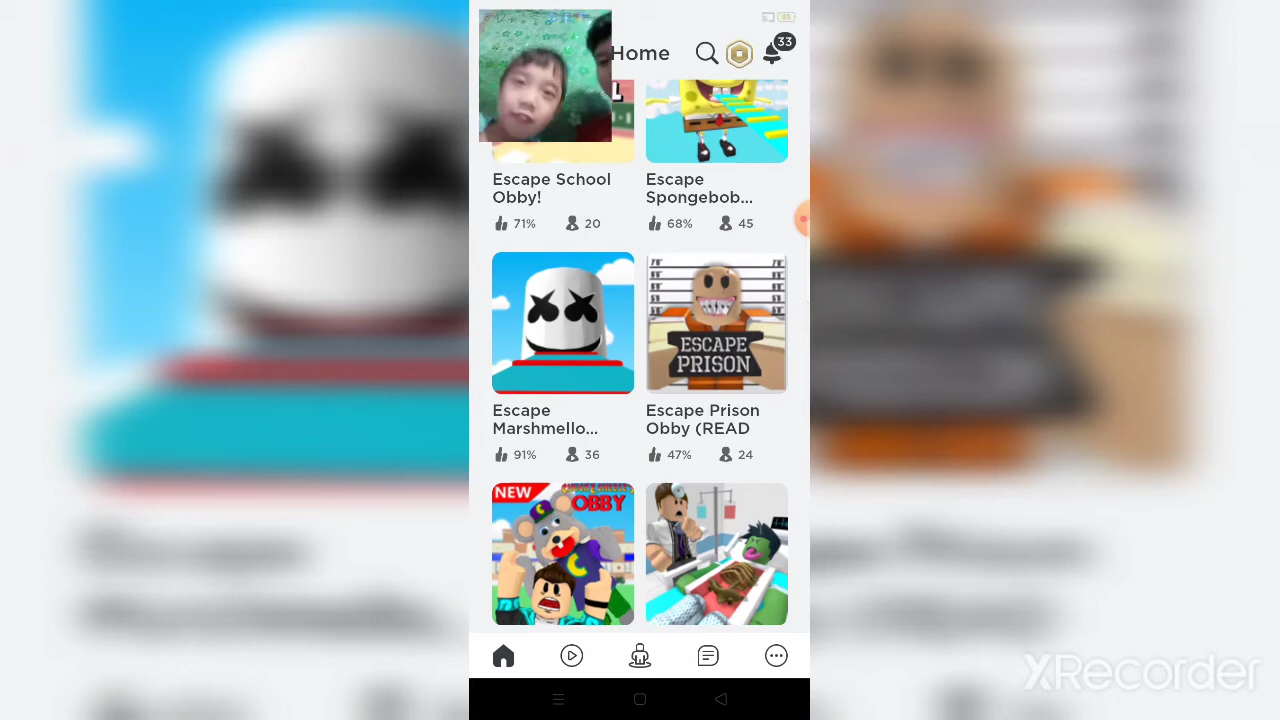 85
Home
33
Escape School
Obby!
71% 20
Escape
Spongebob...
68% 45
ESCAPE
PRISON
Escape
Marshmello...
91% 36
Escape Prison
Obby (READ
47% 24
NEW
OBBY
C
XRecorder